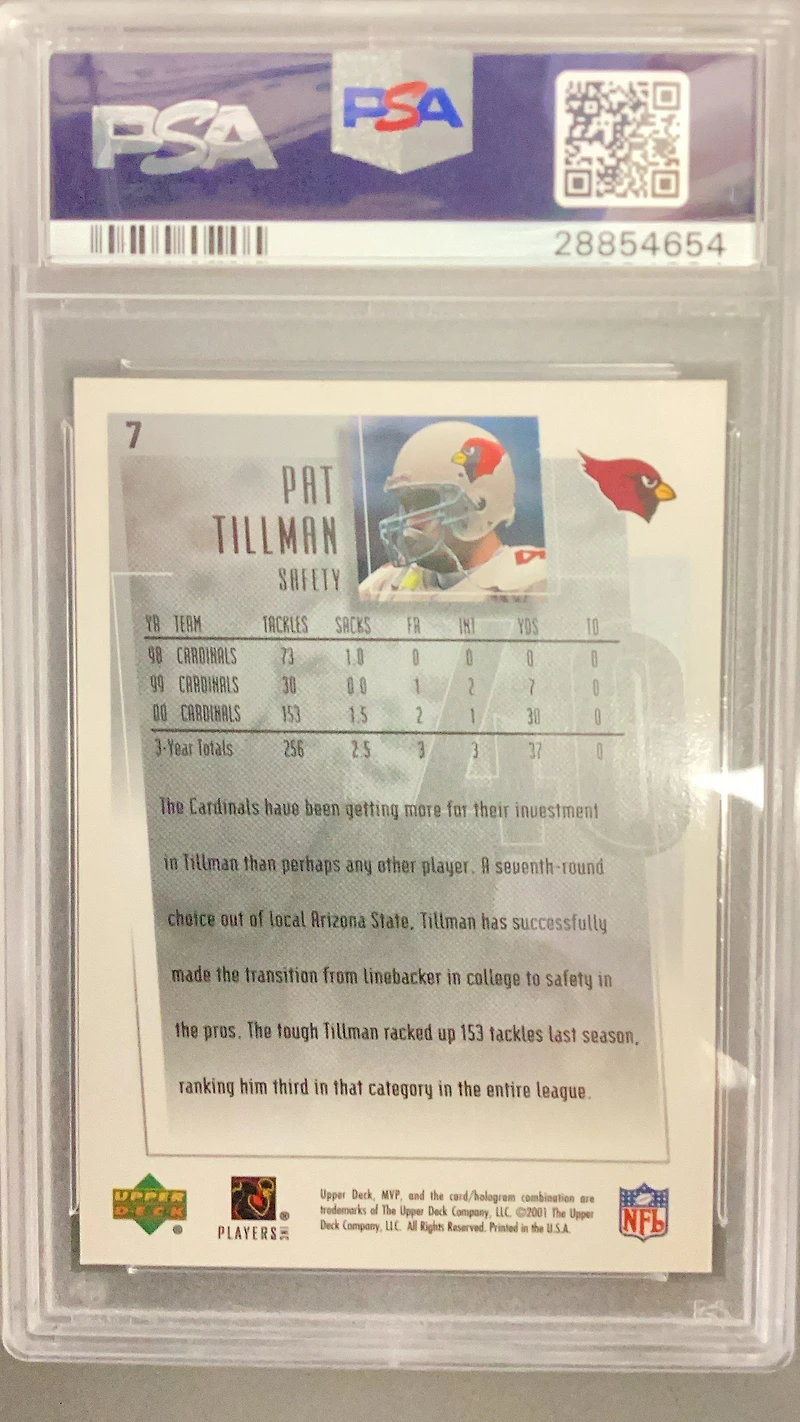 PSA
PSA
28854654
7
PAT
TILLMAN
SAFETY
YR TEAM TACKLES SACKS FR INT YDS TD
98 CARDINALS 73 1.0 0 0 0 0
99 CARDINALS 30 0.0 1 2 7 0
00 CARDINALS 153 1.5 2 1 30 0
3-Year Totals 256 2.5 3 3 37 0
40
The Cardinals have been getting more for their investment
in Tillman than perhaps any other player. A seventh-round
choice out of local Arizona State, Tillman has successfully
made the transition from linebacker in college to safety in
the pros. The tough Tillman racked up 153 tackles last season,
ranking him third in that category in the entire league.
UPPER
DECK
®
PLAYERS INC
®
Upper Deck, MVP, and the card/hologram combination are
trademarks of The Upper Deck Company, LLC. ©2001 The Upper
Deck Company, LLC. All Rights Reserved. Printed in the U.S.A.
NFL